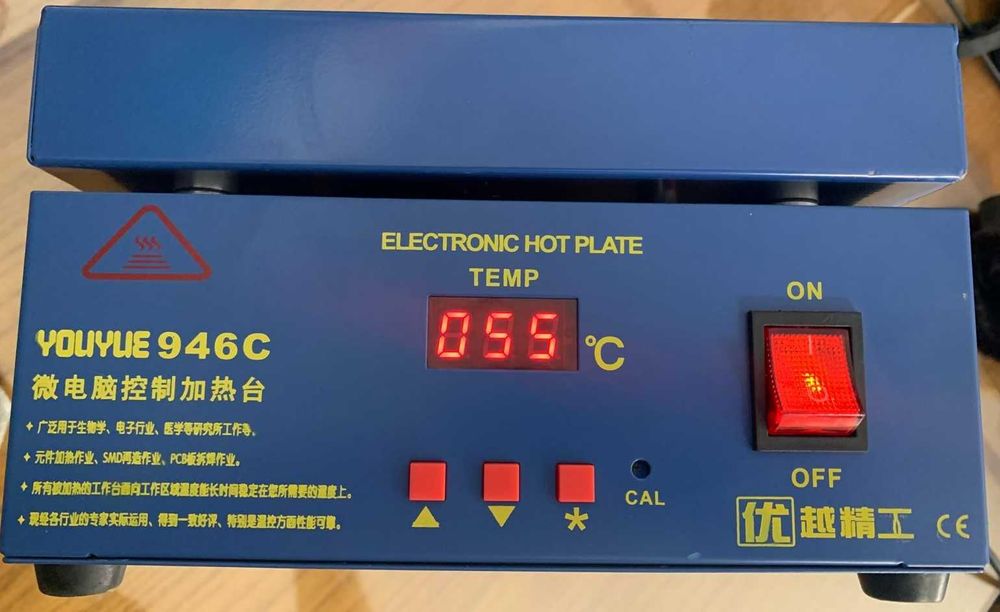 ELECTRONIC HOT PLATE
TEMP
055
℃
ON
OFF
YOUYUE 946C
微电脑控制加热台
✦ 广泛用于生物学、电子行业、医学等研究所工作等。
✦ 元件加热作业、SMD再造作业、PCB板拆焊作业。
✦ 所有被加热的工作台面向工作区域温度能长时间稳定在您所需要的温度上。
✦ 现经各行业的专家实际运用、得到一致好评、特别是温控方面性能可靠。
▲
▼
*
CAL
优越精工
CE